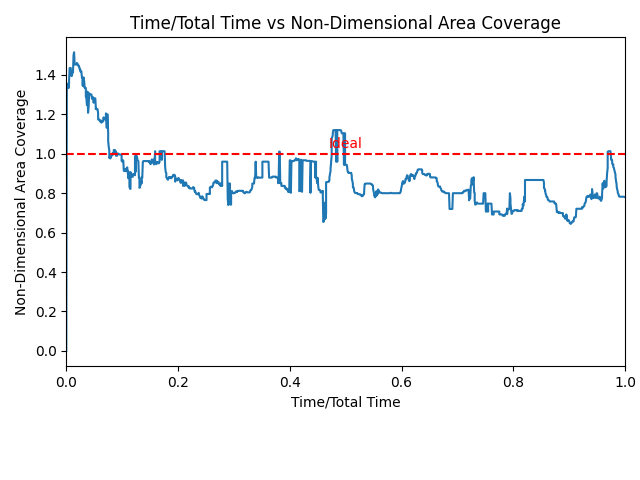 Time/Total Time vs Non-Dimensional Area Coverage
Non-Dimensional Area Coverage
1.4
1.2
1.0
0.8
0.6
0.4
0.2
0.0
Ideal
0.0 0.2 0.4 0.6 0.8 1.0
Time/Total Time